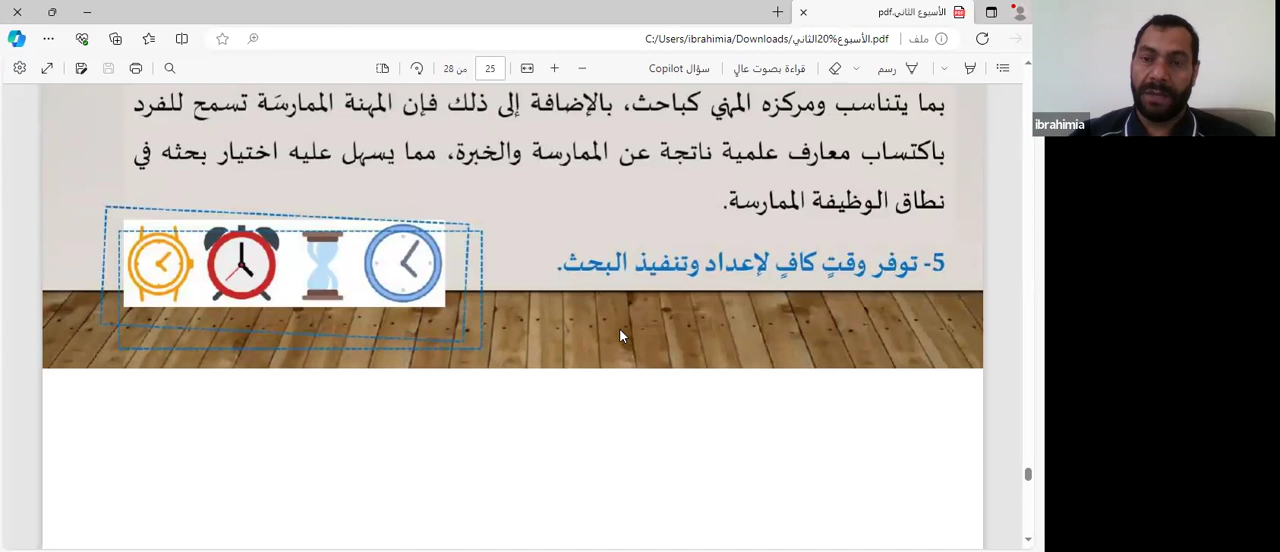 الأسبوع الثاني.pdf
ملف
C:/Users/ibrahimia/Downloads/الأسبوع%20الثاني.pdf
رسم
قراءة بصوت عالٍ
سؤال Copilot
25 من 28
بما يتناسب ومركزه المهني كباحث، بالإضافة إلى ذلك فإن المهنة الممارسَة تسمح للفرد
باكتساب معارف علمية ناتجة عن الممارسة والخبرة، مما يسهل عليه اختيار بحثه في
نطاق الوظيفة الممارسة.
5- توفر وقتٍ كافٍ لإعداد وتنفيذ البحث.
ibrahimia